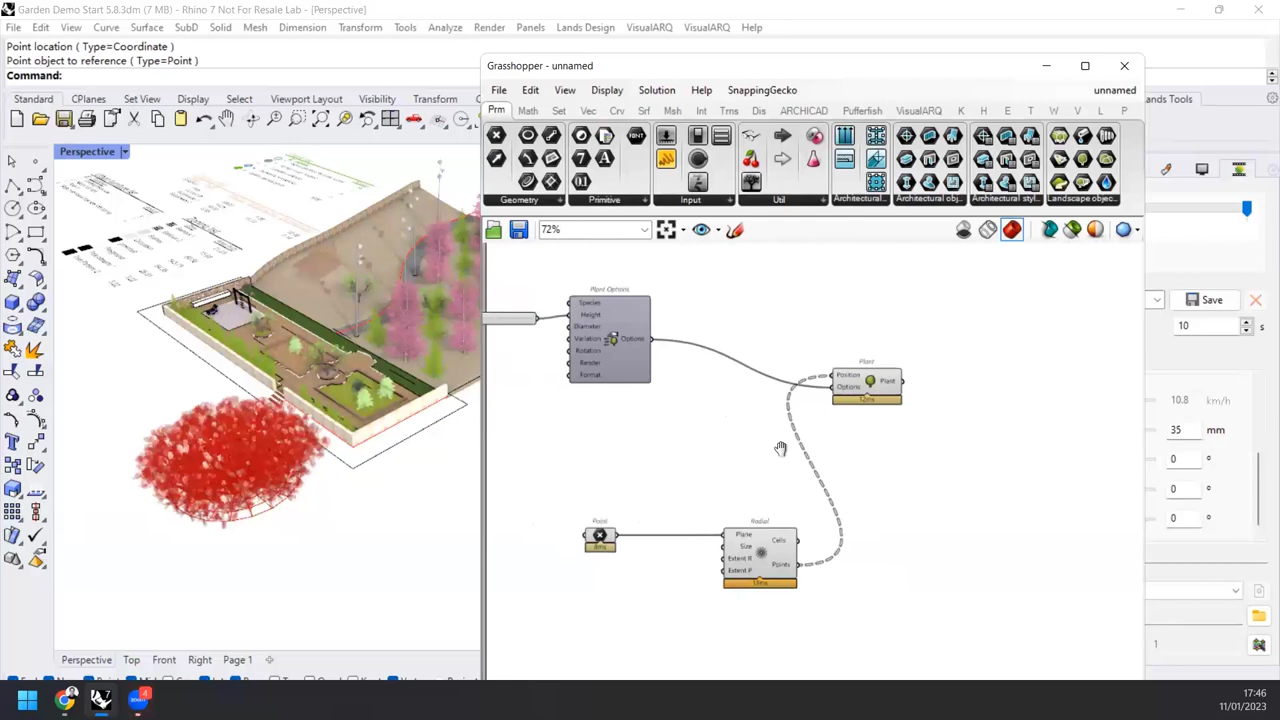 Garden Demo Start 5.8.3dm (7 MB) - Rhino 7 Not For Resale Lab - [Perspective]
File Edit View Curve Surface SubD Solid Mesh Dimension Transform Tools Analyze Render Panels Lands Design VisualARQ VisualARQ Help
Point location ( Type=Coordinate )
Point object to reference ( Type=Point )
Command:
Standard CPlanes Set View Display Select Viewport Layout Visibility Transform
ands Tools
Perspective
Grasshopper - unnamed
File Edit View Display Solution Help SnappingGecko unnamed
Prm Math Set Vec Crv Srf Msh Int Trns Dis ARCHICAD Pufferfish VisualARQ K H E T W V L P
Geometry Primitive Input Util Architectural... Architectural obj... Architectural styl... Landscape objec...
72%
Plant Options
Species
Height
Diameter
Variation
Rotation
Render
Format
Options
Plant
Position
Options
Plant
12ms
Point
8ms
Radial
Plane
Size
Extent R
Extent P
Cells
Points
13ms
Save
10
10.8 km/h
35 mm
0 °
0 °
0 °
1
Perspective Top Front Right Page 1
4
17:46
11/01/2023